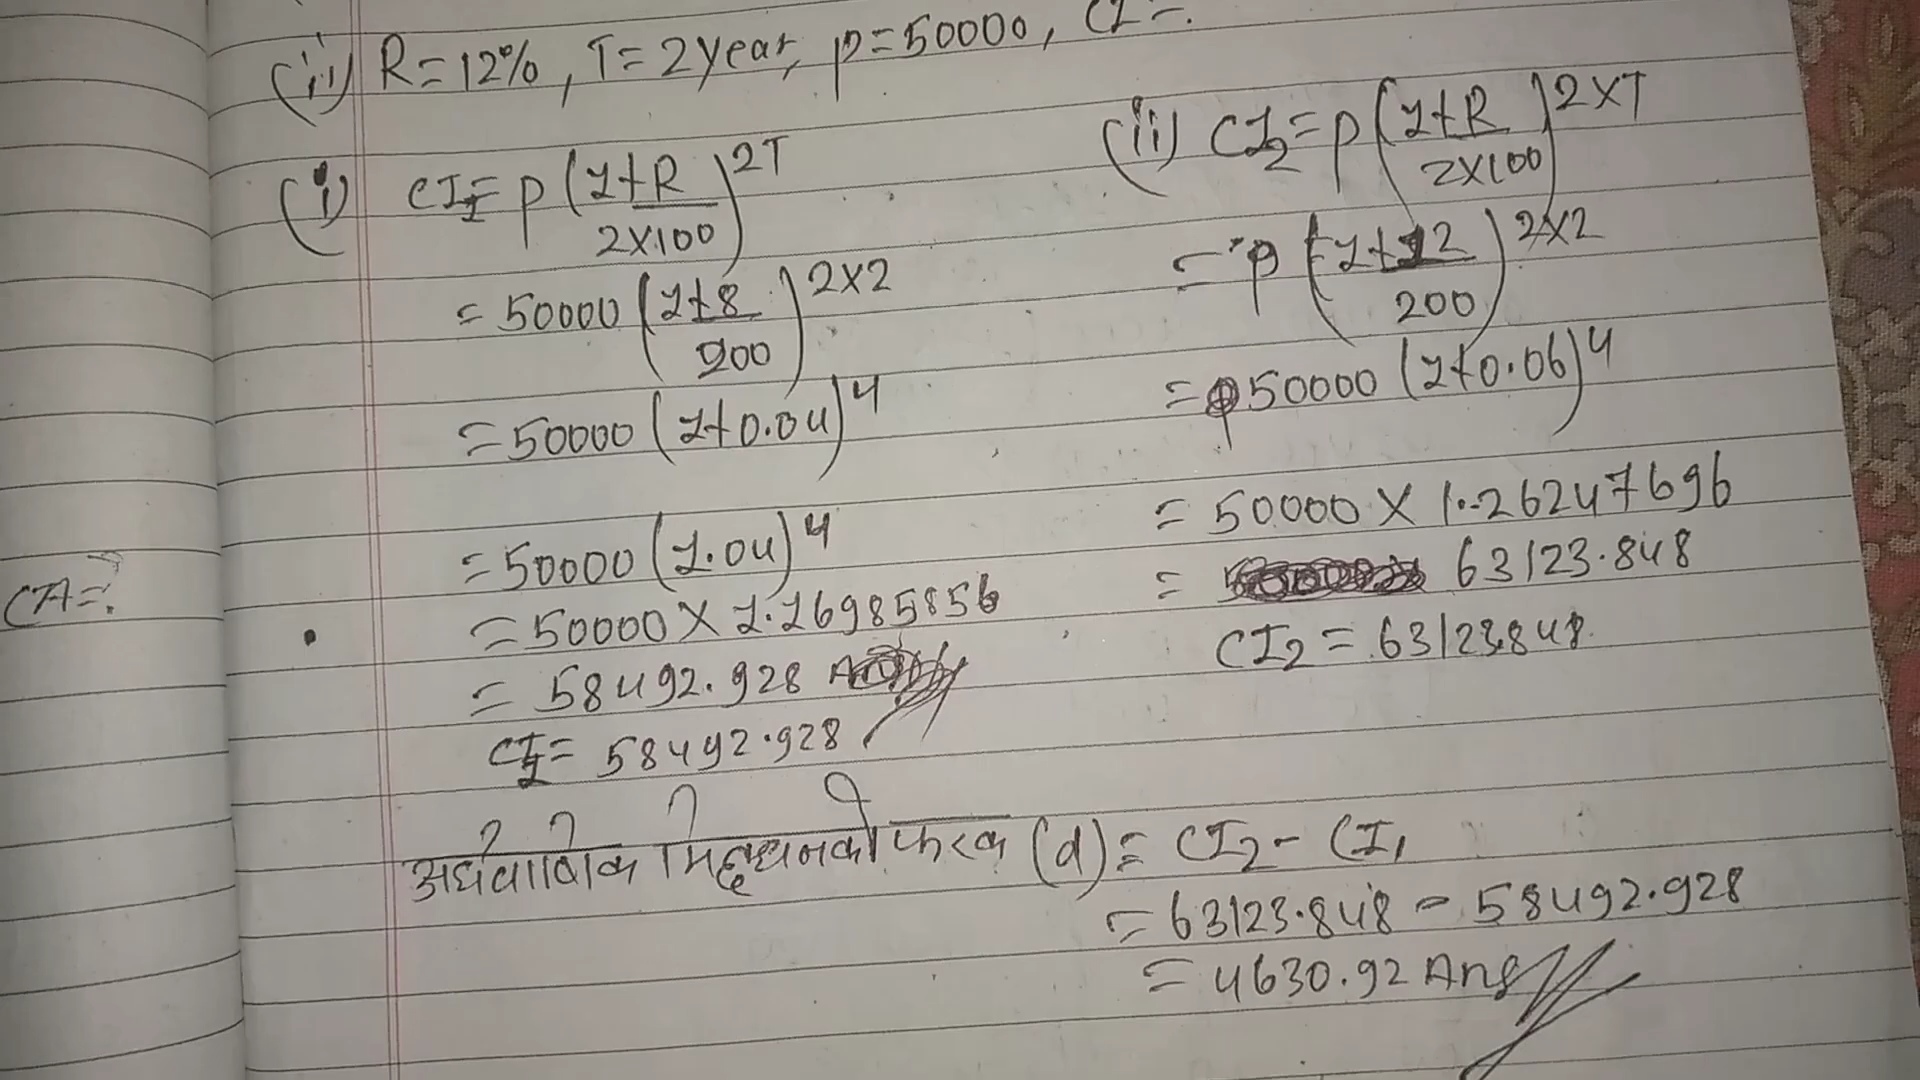 (ii) R=12%, T=2year, p=50000, CI=?
(i) CI₁=p(1+R/2×100)^2T
=50000(1+8/200)^2×2
=50000(1+0.04)^4
=50000(1.04)^4
=50000×1.16985856
=58492.928
CI₁=58492.928
CA=?
(ii) CI₂=p(1+R/2×100)^2×T
=p(1+12/200)^2×2
=50000(1+0.06)^4
=50000×1.26247696
=63123.848
CI₂=63123.848
अर्धवार्षिक मिश्रधनको फरक (d)=CI₂-CI₁
=63123.848-58492.928
=4630.92 Ans